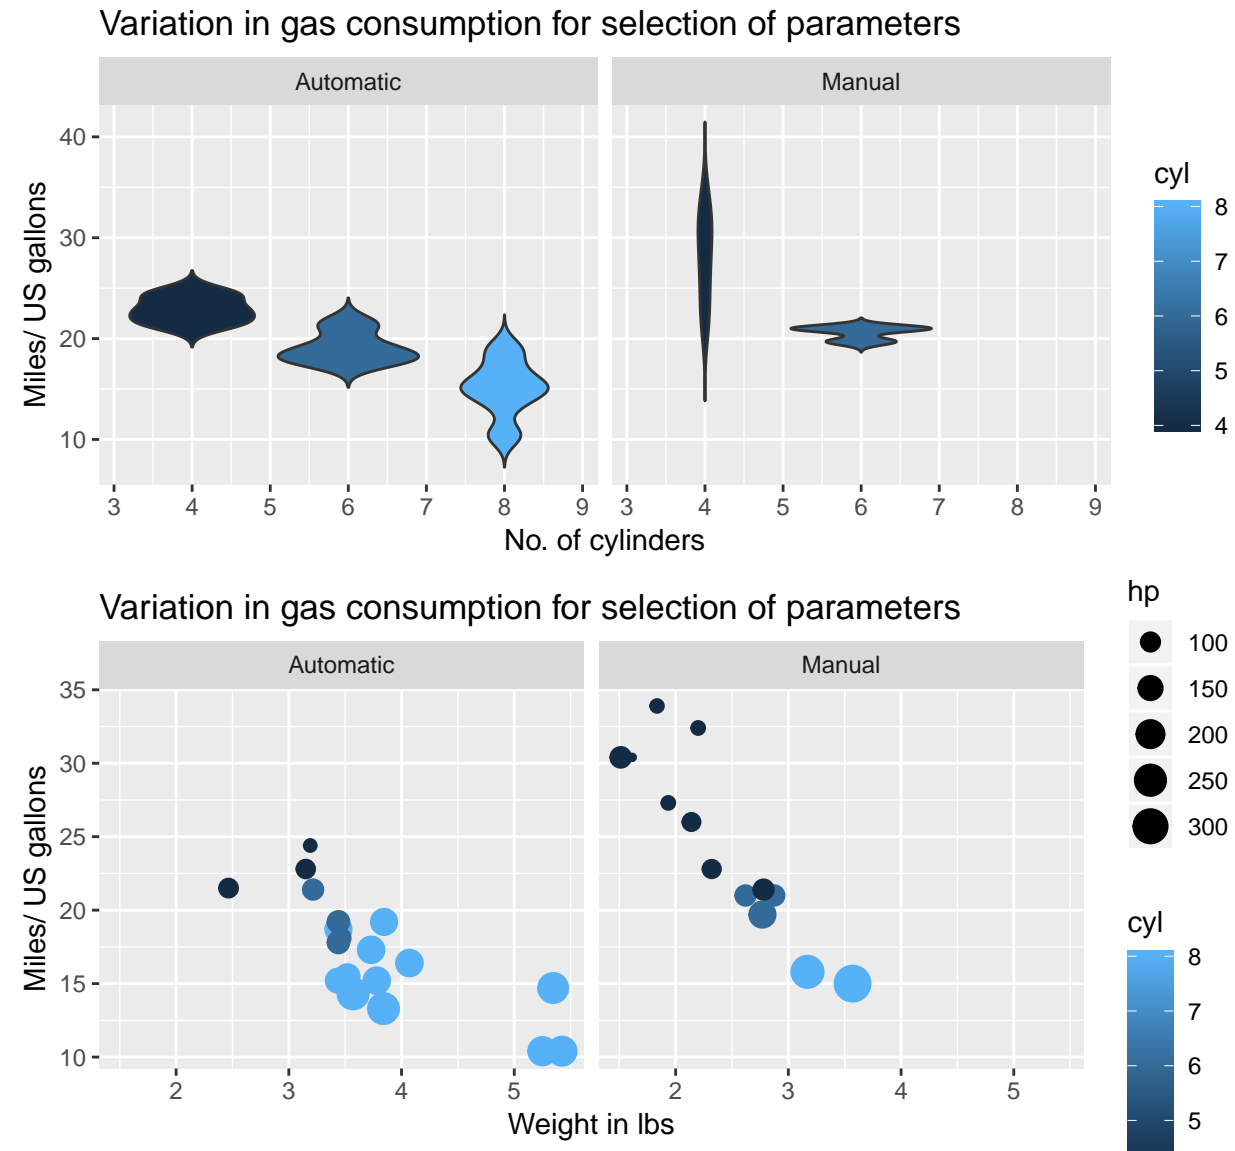 Variation in gas consumption for selection of parameters
Automatic
Manual
Miles/ US gallons
40
30
20
10
3 4 5 6 7 8 9
3 4 5 6 7 8 9
No. of cylinders
cyl
8
7
6
5
4
Variation in gas consumption for selection of parameters
Automatic
Manual
Miles/ US gallons
35
30
25
20
15
10
2 3 4 5
2 3 4 5
Weight in lbs
hp
100
150
200
250
300
cyl
8
7
6
5